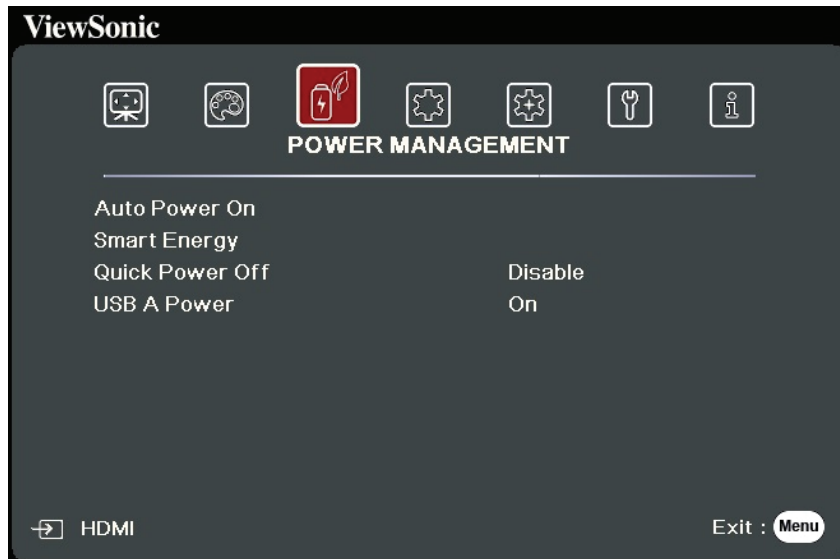 ViewSonic
POWER MANAGEMENT
Auto Power On
Smart Energy
Quick Power Off Disable
USB A Power On
HDMI Exit : Menu